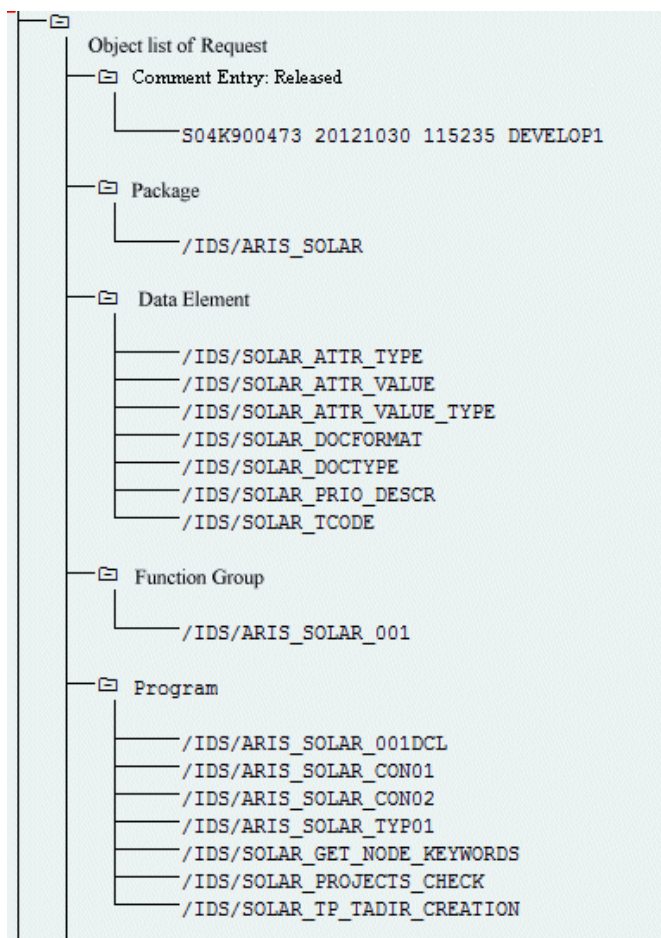 Object list of Request
Comment Entry: Released
S04K900473 20121030 115235 DEVELOP1
Package
/IDS/ARIS_SOLAR
Data Element
/IDS/SOLAR_ATTR_TYPE
/IDS/SOLAR_ATTR_VALUE
/IDS/SOLAR_ATTR_VALUE_TYPE
/IDS/SOLAR_DOCFORMAT
/IDS/SOLAR_DOCTYPE
/IDS/SOLAR_PRIO_DESCR
/IDS/SOLAR_TCODE
Function Group
/IDS/ARIS_SOLAR_001
Program
/IDS/ARIS_SOLAR_001DCL
/IDS/ARIS_SOLAR_CON01
/IDS/ARIS_SOLAR_CON02
/IDS/ARIS_SOLAR_TYP01
/IDS/SOLAR_GET_NODE_KEYWORDS
/IDS/SOLAR_PROJECTS_CHECK
/IDS/SOLAR_TP_TADIR_CREATION